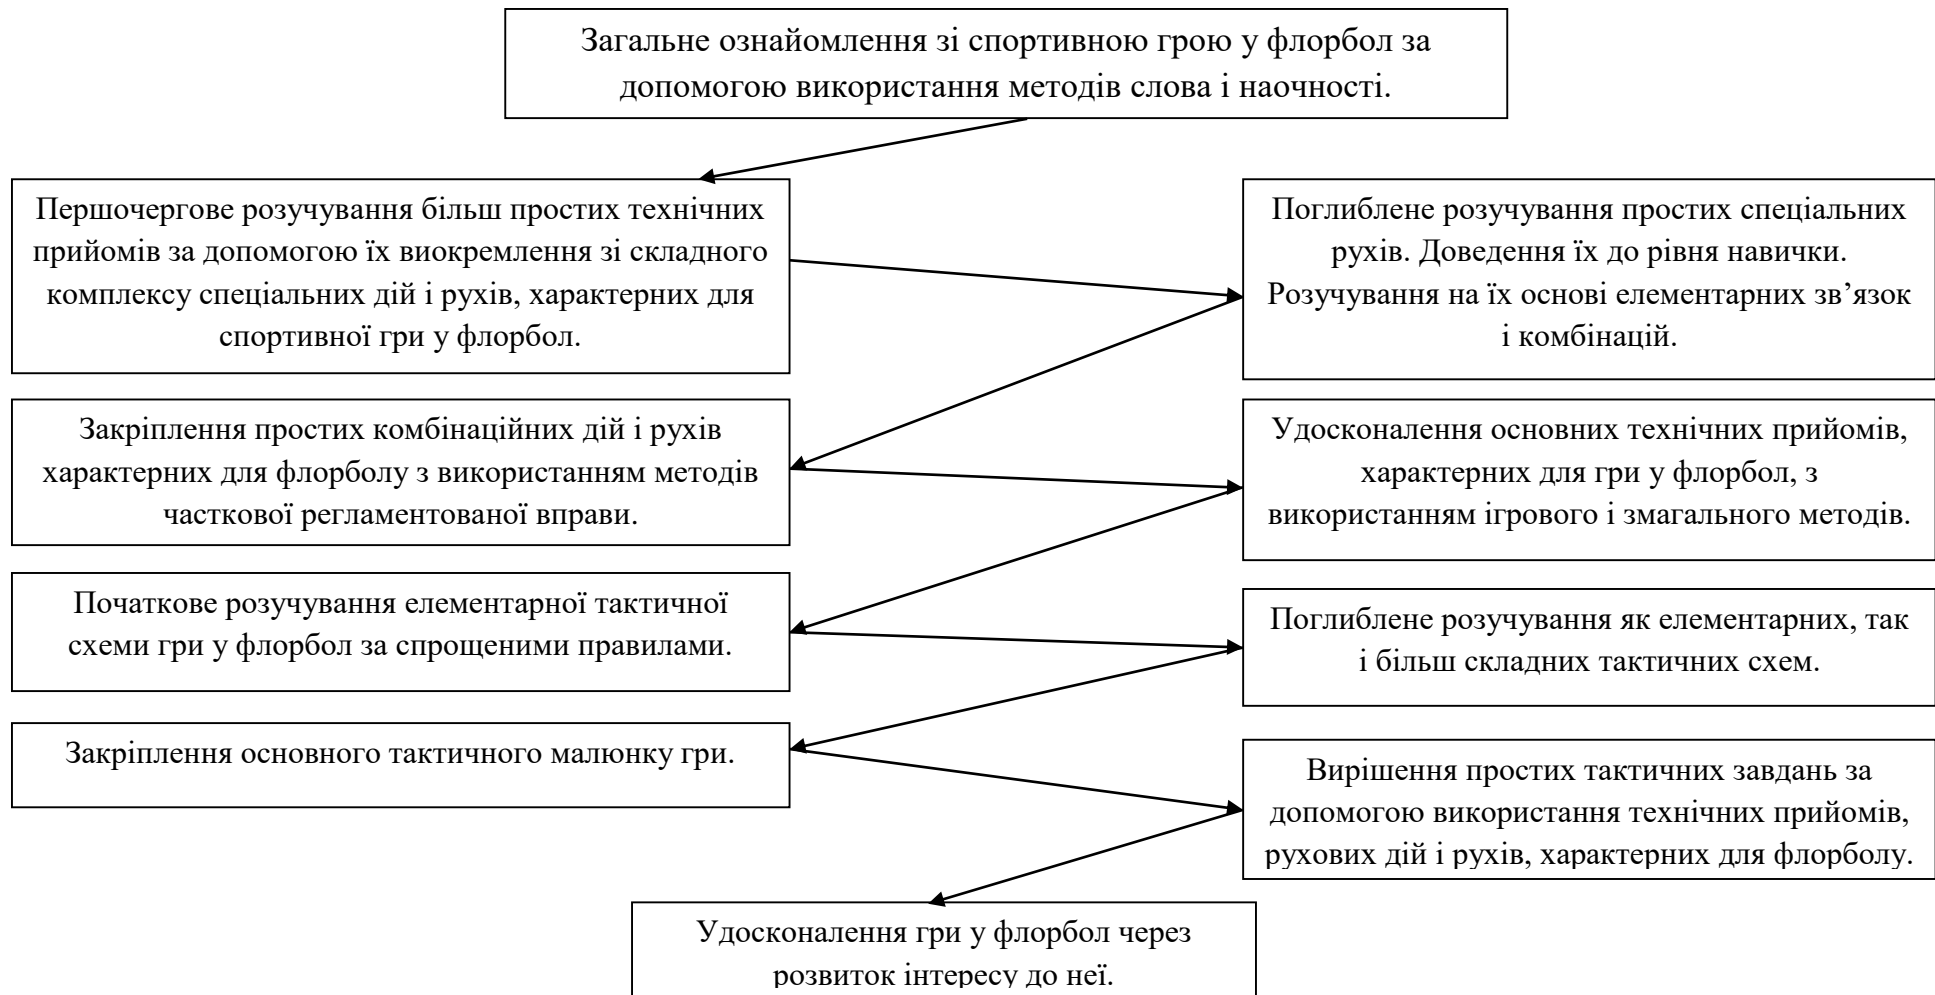 Загальне ознайомлення зі спортивною грою у флорбол за
допомогою використання методів слова і наочності.
Першочергове розучування більш простих технічних
прийомів за допомогою їх виокремлення зі складного
комплексу спеціальних дій і рухів, характерних для
спортивної гри у флорбол.
Поглиблене розучування простих спеціальних
рухів. Доведення їх до рівня навички.
Розучування на їх основі елементарних зв’язок
і комбінацій.
Закріплення простих комбінаційних дій і рухів
характерних для флорболу з використанням методів
часткової регламентованої вправи.
Удосконалення основних технічних прийомів,
характерних для гри у флорбол, з
використанням ігрового і змагального методів.
Початкове розучування елементарної тактичної
схеми гри у флорбол за спрощеними правилами.
Поглиблене розучування як елементарних, так
і більш складних тактичних схем.
Закріплення основного тактичного малюнку гри.
Вирішення простих тактичних завдань за
допомогою використання технічних прийомів,
рухових дій і рухів, характерних для флорболу.
Удосконалення гри у флорбол через
розвиток інтересу до неї.